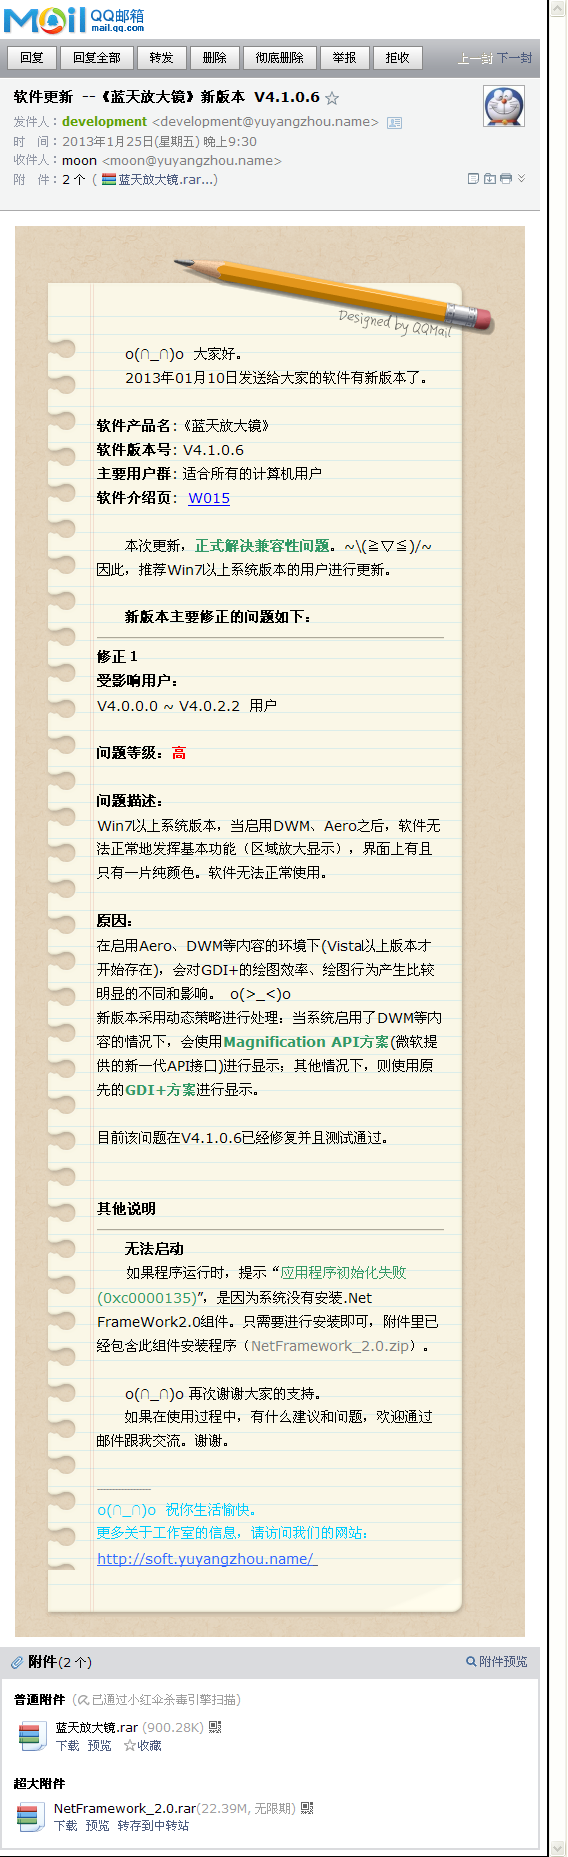 Mail QQ邮箱
mail.qq.com
回复 回复全部 转发 删除 彻底删除 举报 拒收 上一封 下一封
软件更新 --《蓝天放大镜》新版本 V4.1.0.6
发件人：development <development@yuyangzhou.name>
时 间：2013年1月25日(星期五) 晚上9:30
收件人：moon <moon@yuyangzhou.name>
附 件：2 个 ( 蓝天放大镜.rar...)
Designed by QQMail
o(∩_∩)o 大家好。
2013年01月10日发送给大家的软件有新版本了。
软件产品名：《蓝天放大镜》
软件版本号: V4.1.0.6
主要用户群: 适合所有的计算机用户
软件介绍页： W015
本次更新，正式解决兼容性问题。~\(≧▽≦)/~
因此，推荐Win7以上系统版本的用户进行更新。
新版本主要修正的问题如下：
修正１
受影响用户：
V4.0.0.0 ~ V4.0.2.2 用户
问题等级：高
问题描述：
Win7以上系统版本，当启用DWM、Aero之后，软件无
法正常地发挥基本功能（区域放大显示），界面上有且
只有一片纯颜色。软件无法正常使用。
原因：
在启用Aero、DWM等内容的环境下(Vista以上版本才
开始存在)，会对GDI+的绘图效率、绘图行为产生比较
明显的不同和影响。 o(>_<)o
新版本采用动态策略进行处理：当系统启用了DWM等内
容的情况下，会使用Magnification API方案(微软提
供的新一代API接口)进行显示；其他情况下，则使用原
先的GDI+方案进行显示。
目前该问题在V4.1.0.6已经修复并且测试通过。
其他说明
无法启动
如果程序运行时，提示“应用程序初始化失败
(0xc0000135)”，是因为系统没有安装.Net
FrameWork2.0组件。只需要进行安装即可，附件里已
经包含此组件安装程序（NetFramework_2.0.zip）。
o(∩_∩)o 再次谢谢大家的支持。
如果在使用过程中，有什么建议和问题，欢迎通过
邮件跟我交流。谢谢。
o(∩_∩)o 祝你生活愉快。
更多关于工作室的信息，请访问我们的网站：
http://soft.yuyangzhou.name/
附件(2 个) 附件预览
普通附件 (已通过小红伞杀毒引擎扫描)
蓝天放大镜.rar (900.28K)
下载 预览 收藏
超大附件
NetFramework_2.0.rar(22.39M, 无限期)
下载 预览 转存到中转站